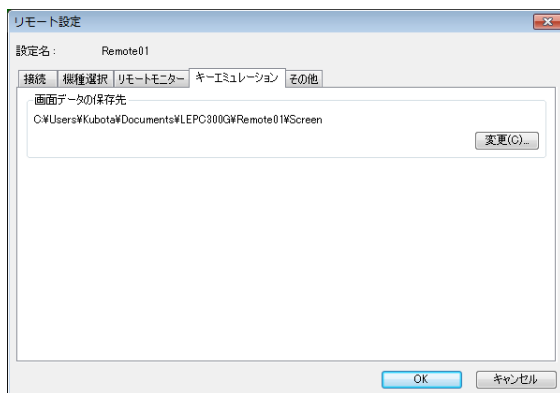 リモート設定
設定名： Remote01
接続 機種選択 リモートモニター キーエミュレーション その他
画面データの保存先
C:¥Users¥Kubota¥Documents¥LEPC300G¥Remote01¥Screen
変更(C)...
OK キャンセル